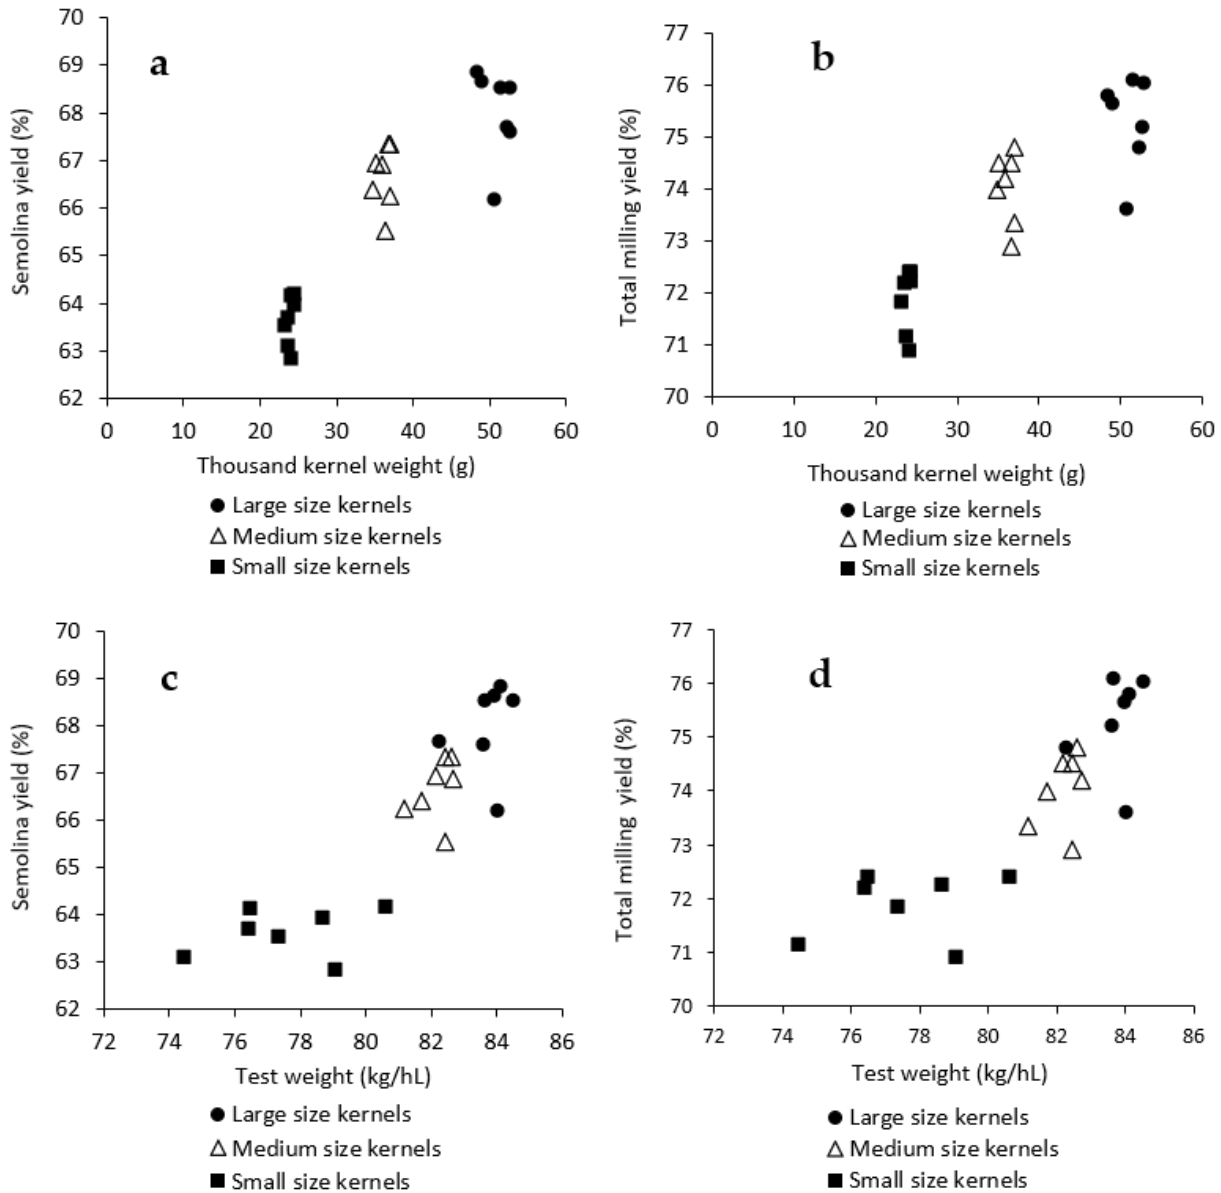 a
Semolina yield (%)
70
69
68
67
66
65
64
63
62
0 10 20 30 40 50 60
Thousand kernel weight (g)
Large size kernels
Medium size kernels
Small size kernels
b
Total milling yield (%)
77
76
75
74
73
72
71
70
0 10 20 30 40 50 60
Thousand kernel weight (g)
Large size kernels
Medium size kernels
Small size kernels
c
Semolina yield (%)
70
69
68
67
66
65
64
63
62
72 74 76 78 80 82 84 86
Test weight (kg/hL)
Large size kernels
Medium size kernels
Small size kernels
d
Total milling yield (%)
77
76
75
74
73
72
71
70
72 74 76 78 80 82 84 86
Test weight (kg/hL)
Large size kernels
Medium size kernels
Small size kernels